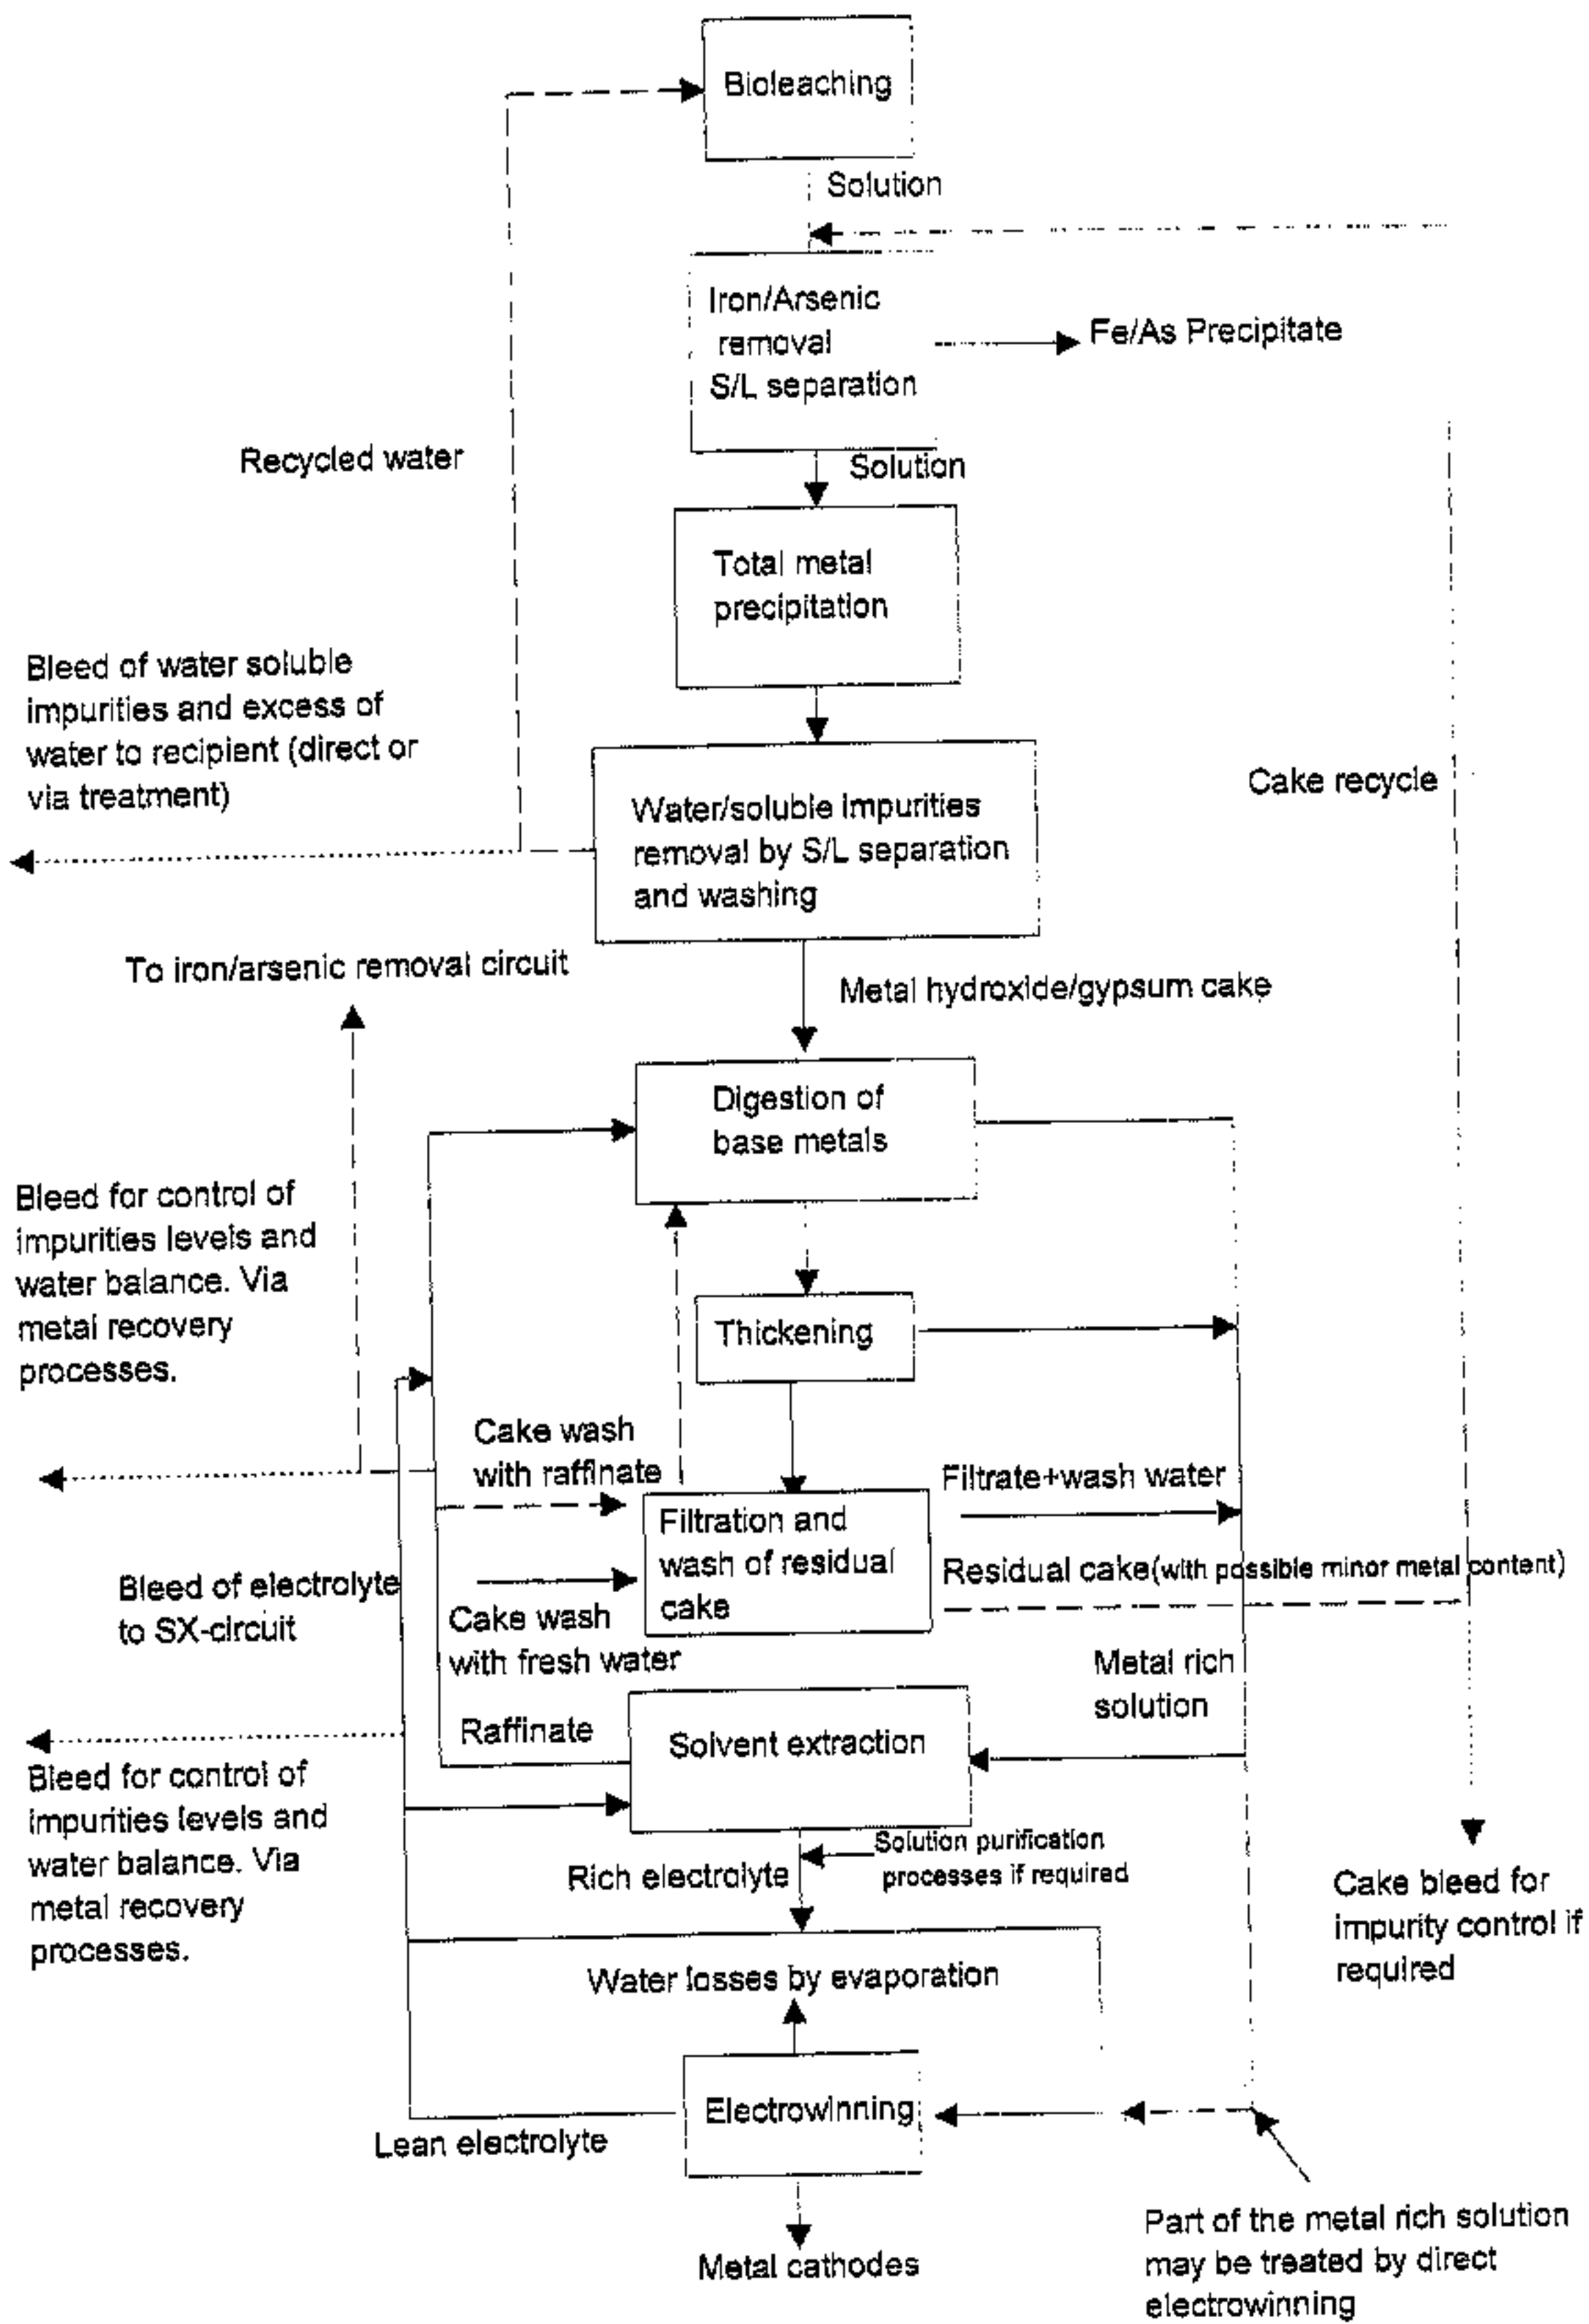 Bioleaching
Solution
Iron/Arsenic
removal
S/L separation
Fe/As Precipitate
Recycled water
Solution
Total metal
precipitation
Bleed of water soluble
impurities and excess of
water to recipient (direct or
via treatment)
Cake recycle
Water/soluble impurities
removal by S/L separation
and washing
To iron/arsenic removal circuit
Metal hydroxide/gypsum cake
Digestion of
base metals
Bleed for control of
impurities levels and
water balance. Via
metal recovery
processes.
Thickening
Cake wash
with raffinate
Filtrate+wash water
Filtration and
wash of residual
cake
Residual cake(with possible minor metal content)
Bleed of electrolyte
to SX-circuit
Cake wash
with fresh water
Metal rich
solution
Raffinate
Solvent extraction
Bleed for control of
impurities levels and
water balance. Via
metal recovery
processes.
Solution purification
processes if required
Rich electrolyte
Cake bleed for
impurity control if
required
Water losses by evaporation
Electrowinning
Lean electrolyte
Metal cathodes
Part of the metal rich solution
may be treated by direct
electrowinning